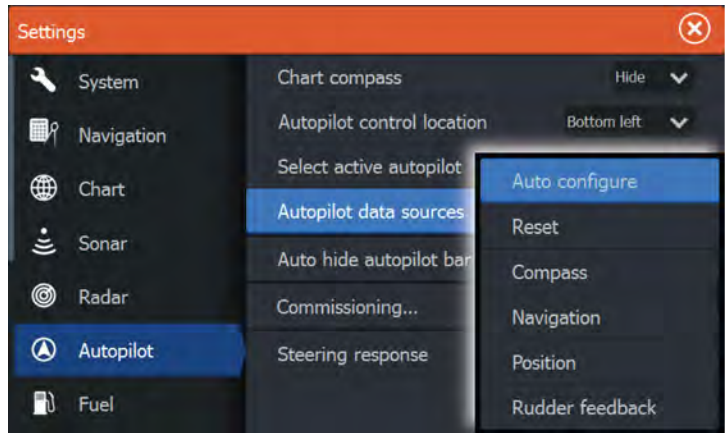 Settings
System
Navigation
Chart
Sonar
Radar
Autopilot
Fuel
Chart compass Hide
Autopilot control location Bottom left
Select active autopilot
Autopilot data sources
Auto hide autopilot bar
Commissioning...
Steering response
Auto configure
Reset
Compass
Navigation
Position
Rudder feedback